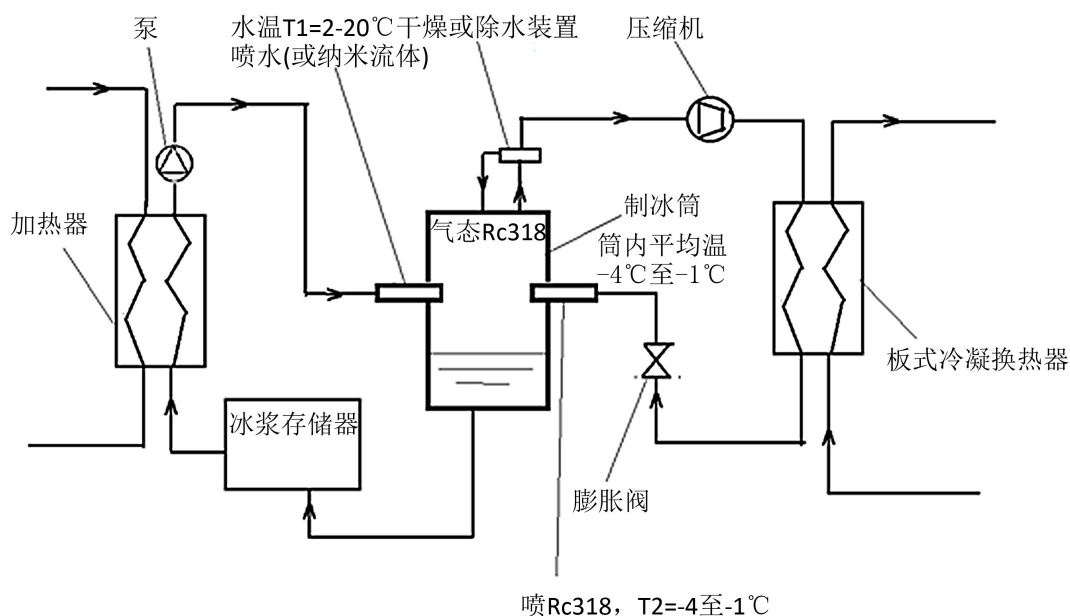 泵
水温T1=2-20℃
喷水(或纳米流体)
干燥或除水装置
压缩机
加热器
气态Rc318
制冰筒
筒内平均温
-4℃至-1℃
板式冷凝换热器
冰浆存储器
膨胀阀
喷Rc318，T2=-4至-1℃